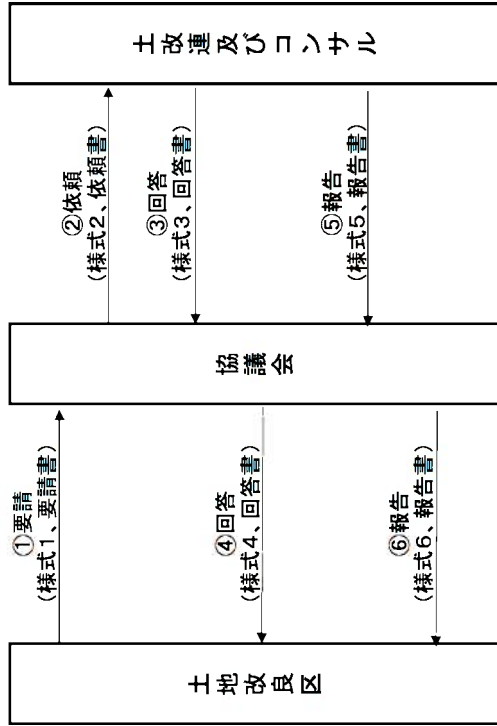 土地改良区
①要請
(様式1、要請書)
④回答
(様式4、回答書)
⑥報告
(様式6、報告書)
協議会
②依頼
(様式2、依頼書)
③回答
(様式3、回答書)
⑤報告
(様式5、報告書)
土改連及びコンサル